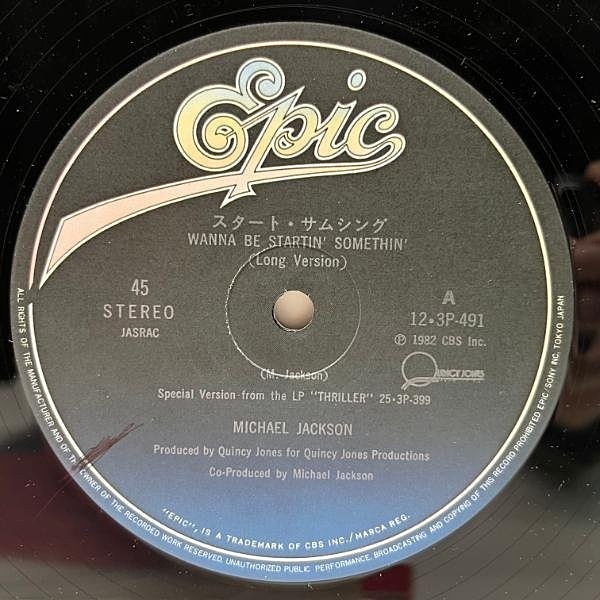 Epic
スタート・サムシング
WANNA BE STARTIN' SOMETHIN'
(Long Version)
45
STEREO
JASRAC
A
12・3P-491
Ⓟ 1982 CBS Inc.
QUINCY JONES
(M. Jackson)
Special Version from the LP "THRILLER" 25・3P-399
MICHAEL JACKSON
Produced by Quincy Jones for Quincy Jones Productions
Co-Produced by Michael Jackson
"EPIC", IS A TRADEMARK OF CBS INC./MARCA REG.
ALL RIGHTS OF THE MANUFACTURER AND OF THE OWNER OF THE RECORDED WORK RESERVED. UNAUTHORIZED PUBLIC PERFORMANCE, BROADCASTING AND COPYING OF THIS RECORD PROHIBITED EPIC/SONY INC. TOKYO JAPAN